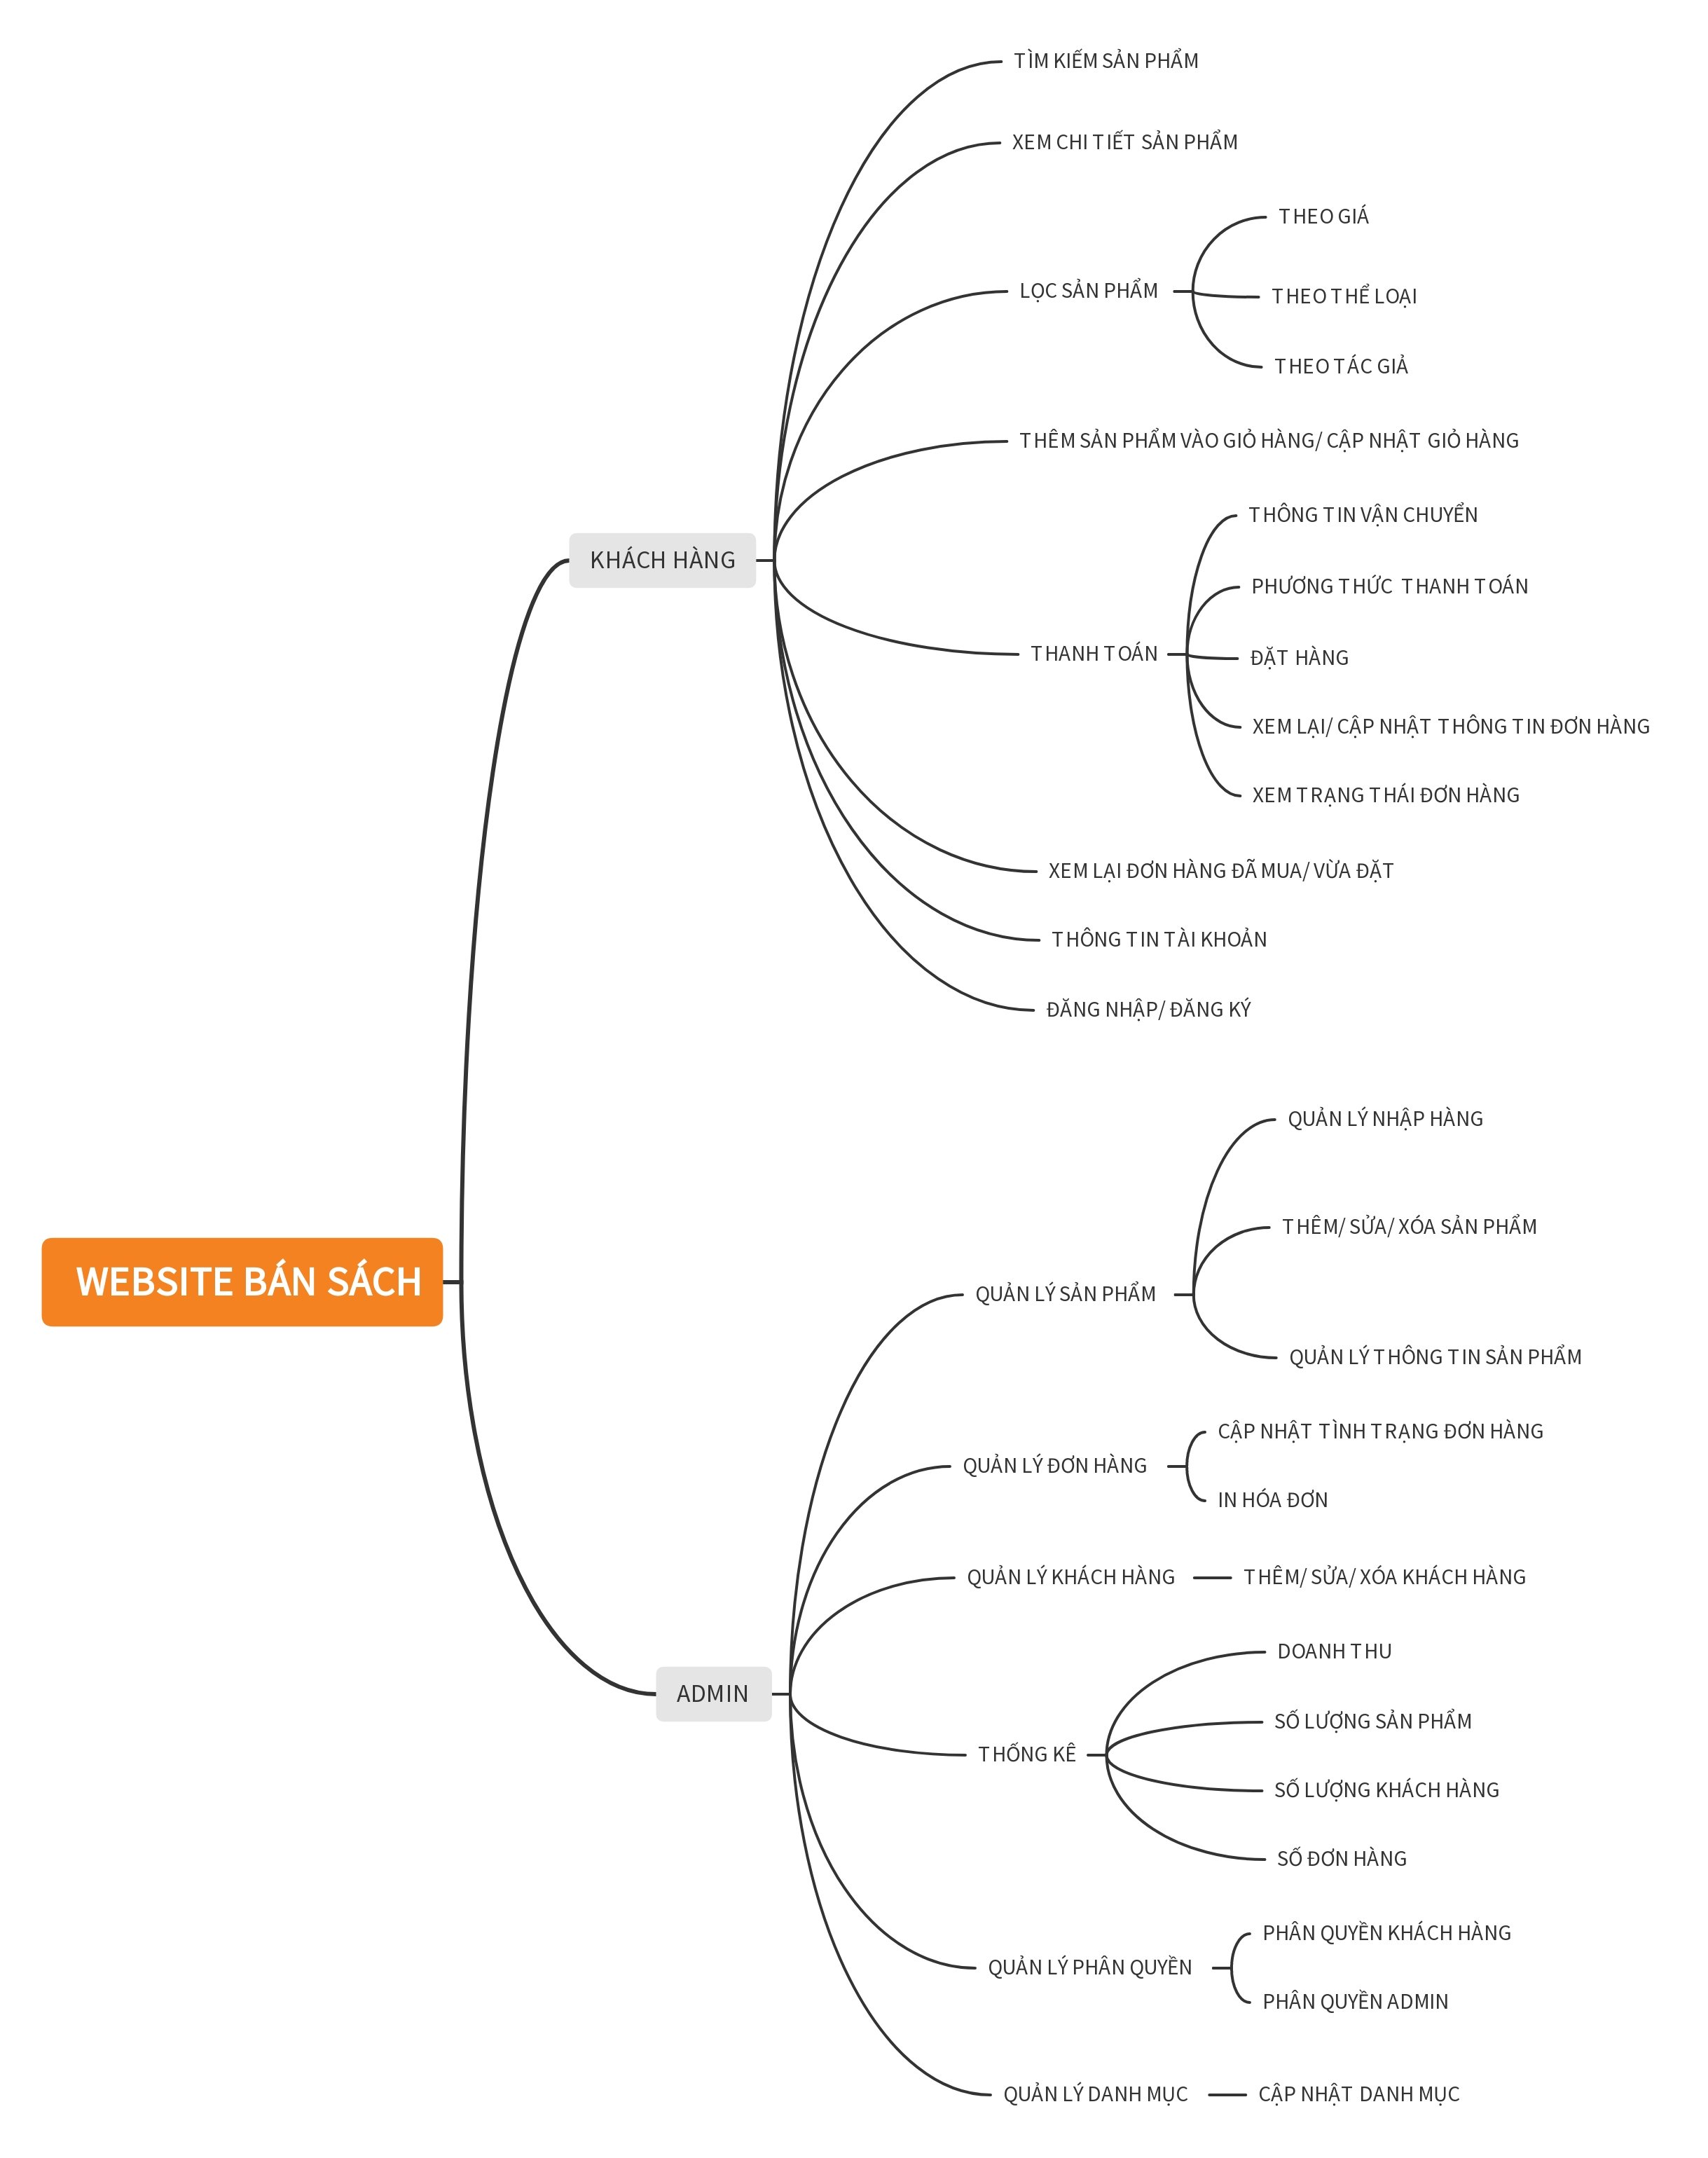 TÌM KIẾM SẢN PHẨM
XEM CHI TIẾT SẢN PHẨM
THEO GIÁ
LỌC SẢN PHẨM
THEO THỂ LOẠI
THEO TÁC GIẢ
THÊM SẢN PHẨM VÀO GIỎ HÀNG/ CẬP NHẬT GIỎ HÀNG
THÔNG TIN VẬN CHUYỂN
KHÁCH HÀNG
PHƯƠNG THỨC THANH TOÁN
THANH TOÁN
ĐẶT HÀNG
XEM LẠI/ CẬP NHẬT THÔNG TIN ĐƠN HÀNG
XEM TRẠNG THÁI ĐƠN HÀNG
XEM LẠI ĐƠN HÀNG ĐÃ MUA/ VỪA ĐẶT
THÔNG TIN TÀI KHOẢN
ĐĂNG NHẬP/ ĐĂNG KÝ
QUẢN LÝ NHẬP HÀNG
THÊM/ SỬA/ XÓA SẢN PHẨM
WEBSITE BÁN SÁCH
QUẢN LÝ SẢN PHẨM
QUẢN LÝ THÔNG TIN SẢN PHẨM
CẬP NHẬT TÌNH TRẠNG ĐƠN HÀNG
QUẢN LÝ ĐƠN HÀNG
IN HÓA ĐƠN
QUẢN LÝ KHÁCH HÀNG
THÊM/ SỬA/ XÓA KHÁCH HÀNG
DOANH THU
ADMIN
SỐ LƯỢNG SẢN PHẨM
THỐNG KÊ
SỐ LƯỢNG KHÁCH HÀNG
SỐ ĐƠN HÀNG
PHÂN QUYỀN KHÁCH HÀNG
QUẢN LÝ PHÂN QUYỀN
PHÂN QUYỀN ADMIN
QUẢN LÝ DANH MỤC
CẬP NHẬT DANH MỤC